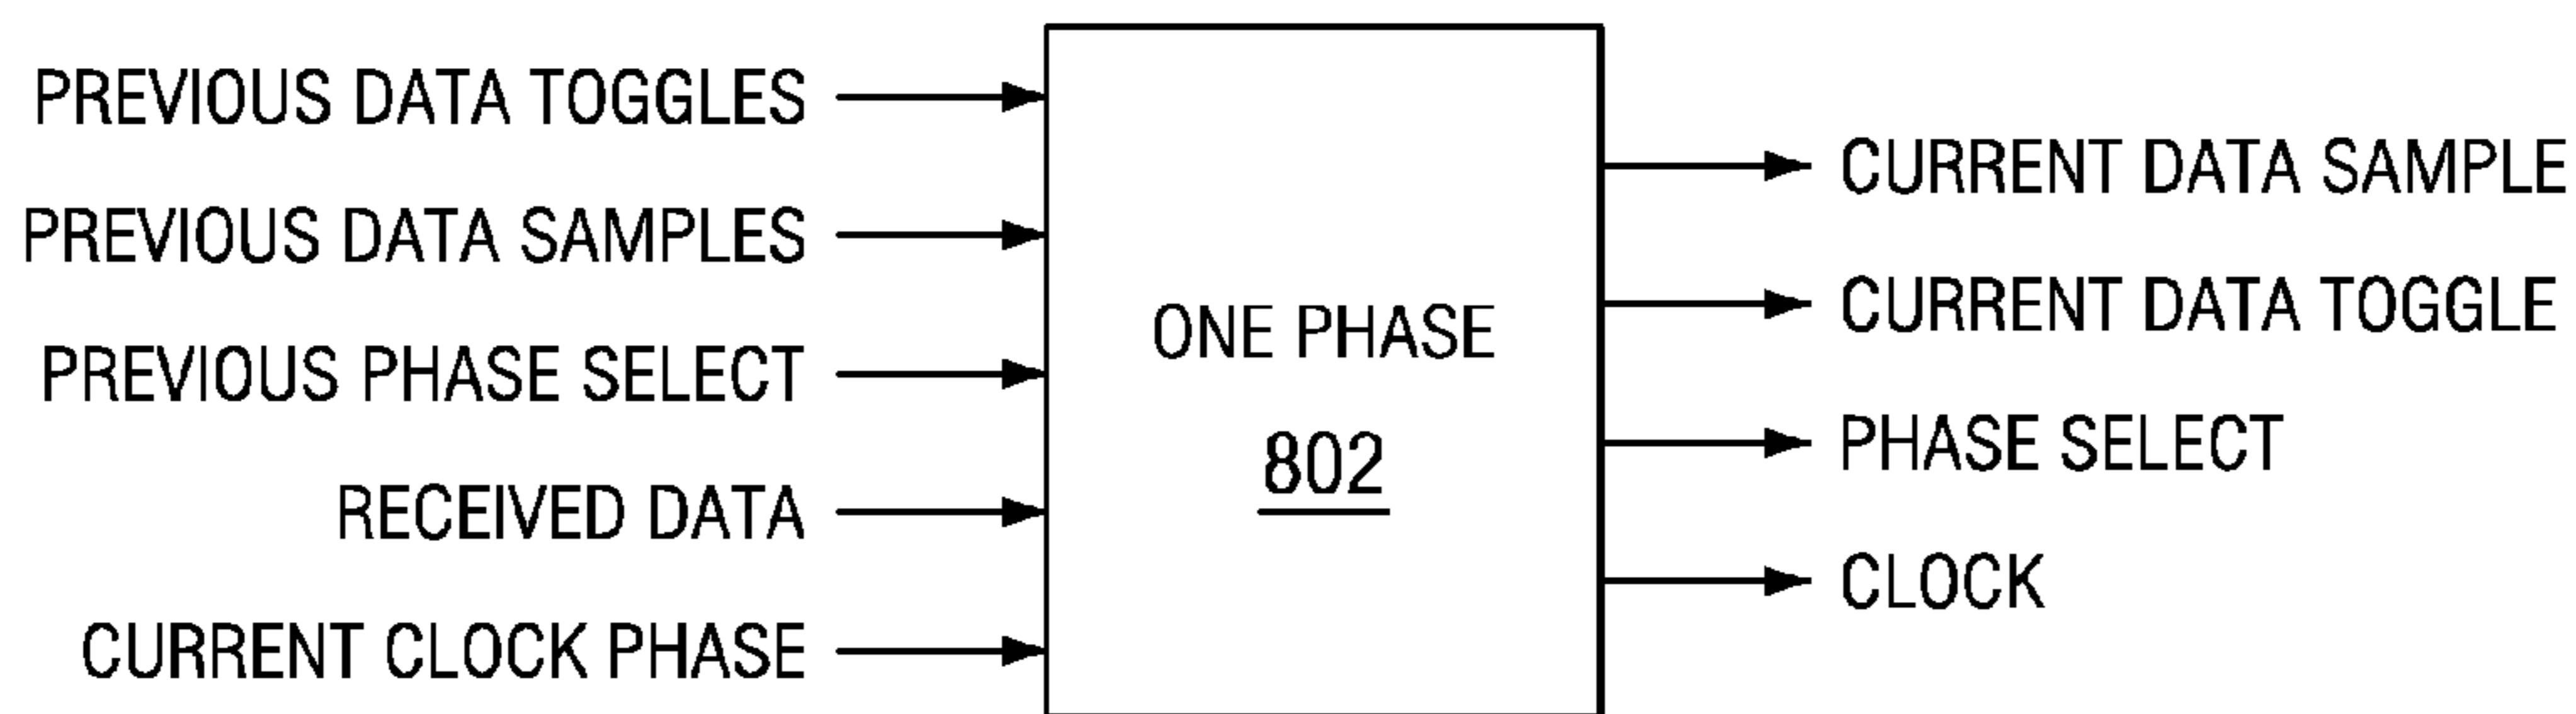 PREVIOUS DATA TOGGLES
PREVIOUS DATA SAMPLES
PREVIOUS PHASE SELECT
RECEIVED DATA
CURRENT CLOCK PHASE
ONE PHASE
802
CURRENT DATA SAMPLE
CURRENT DATA TOGGLE
PHASE SELECT
CLOCK